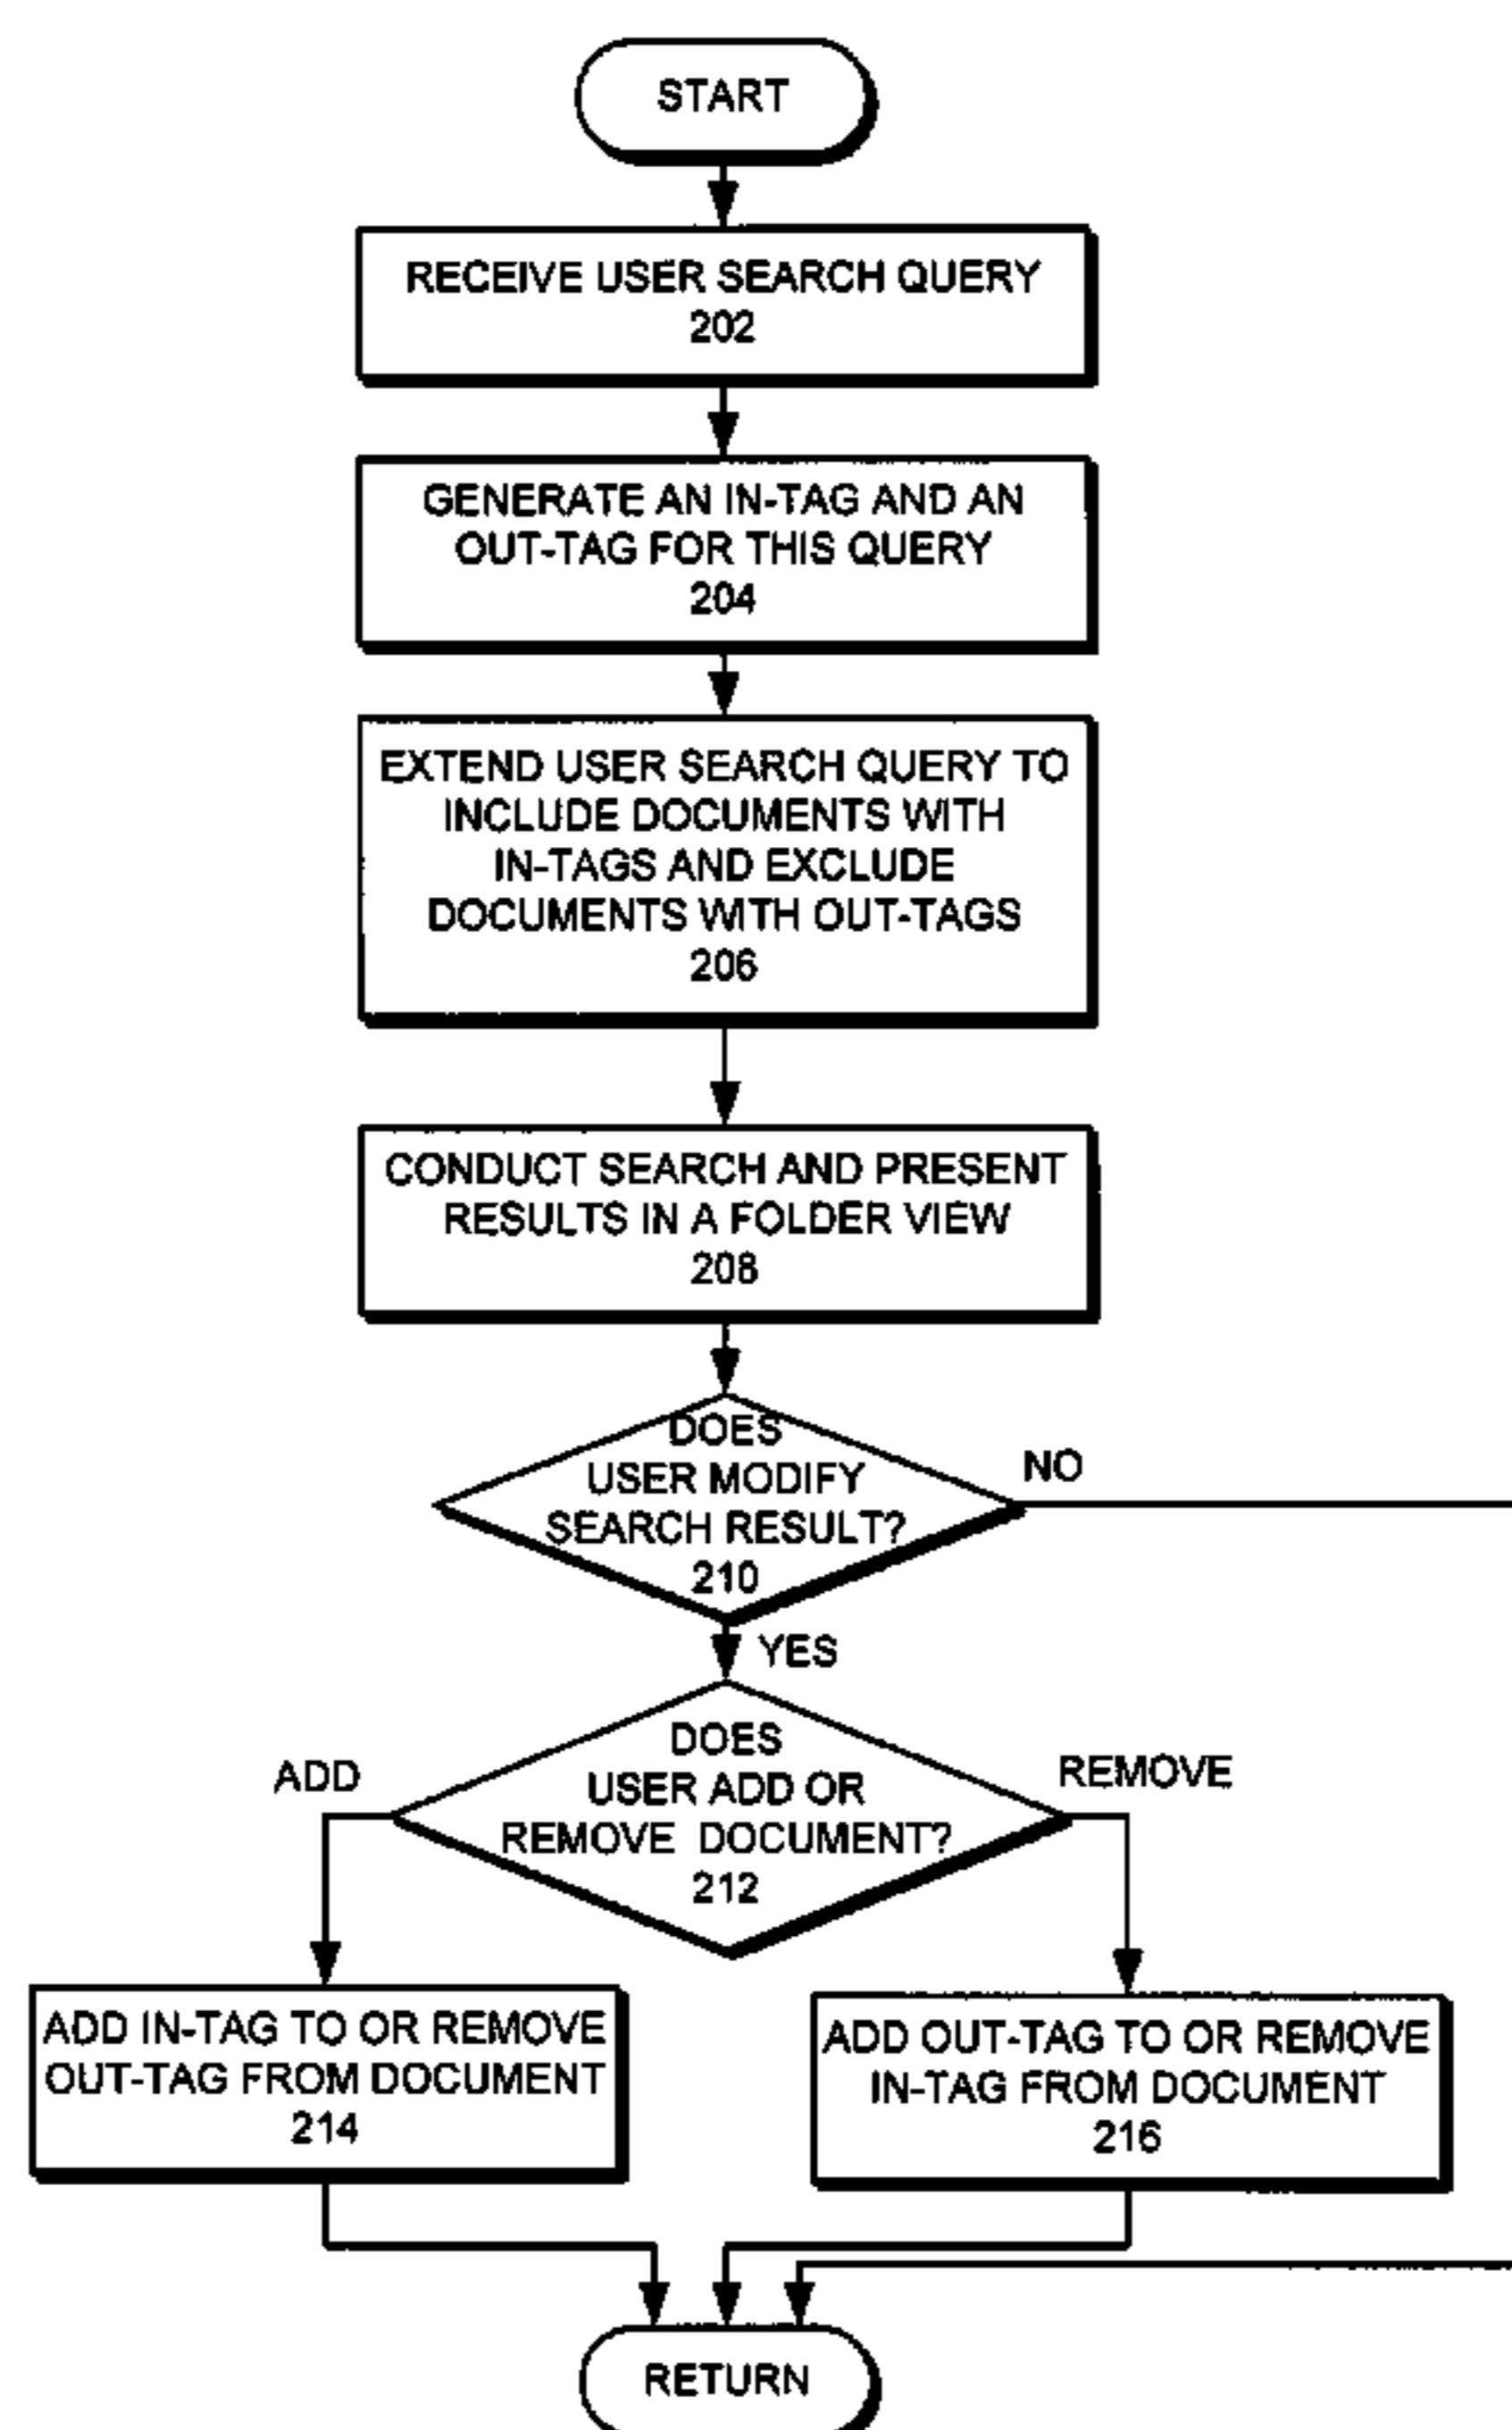 START
RECEIVE USER SEARCH QUERY
202
GENERATE AN IN-TAG AND AN
OUT-TAG FOR THIS QUERY
204
EXTEND USER SEARCH QUERY TO
INCLUDE DOCUMENTS WITH
IN-TAGS AND EXCLUDE
DOCUMENTS WITH OUT-TAGS
206
CONDUCT SEARCH AND PRESENT
RESULTS IN A FOLDER VIEW
208
DOES
USER MODIFY
SEARCH RESULT?
210
NO
YES
DOES
USER ADD OR
REMOVE DOCUMENT?
212
ADD
REMOVE
ADD IN-TAG TO OR REMOVE
OUT-TAG FROM DOCUMENT
214
ADD OUT-TAG TO OR REMOVE
IN-TAG FROM DOCUMENT
216
RETURN